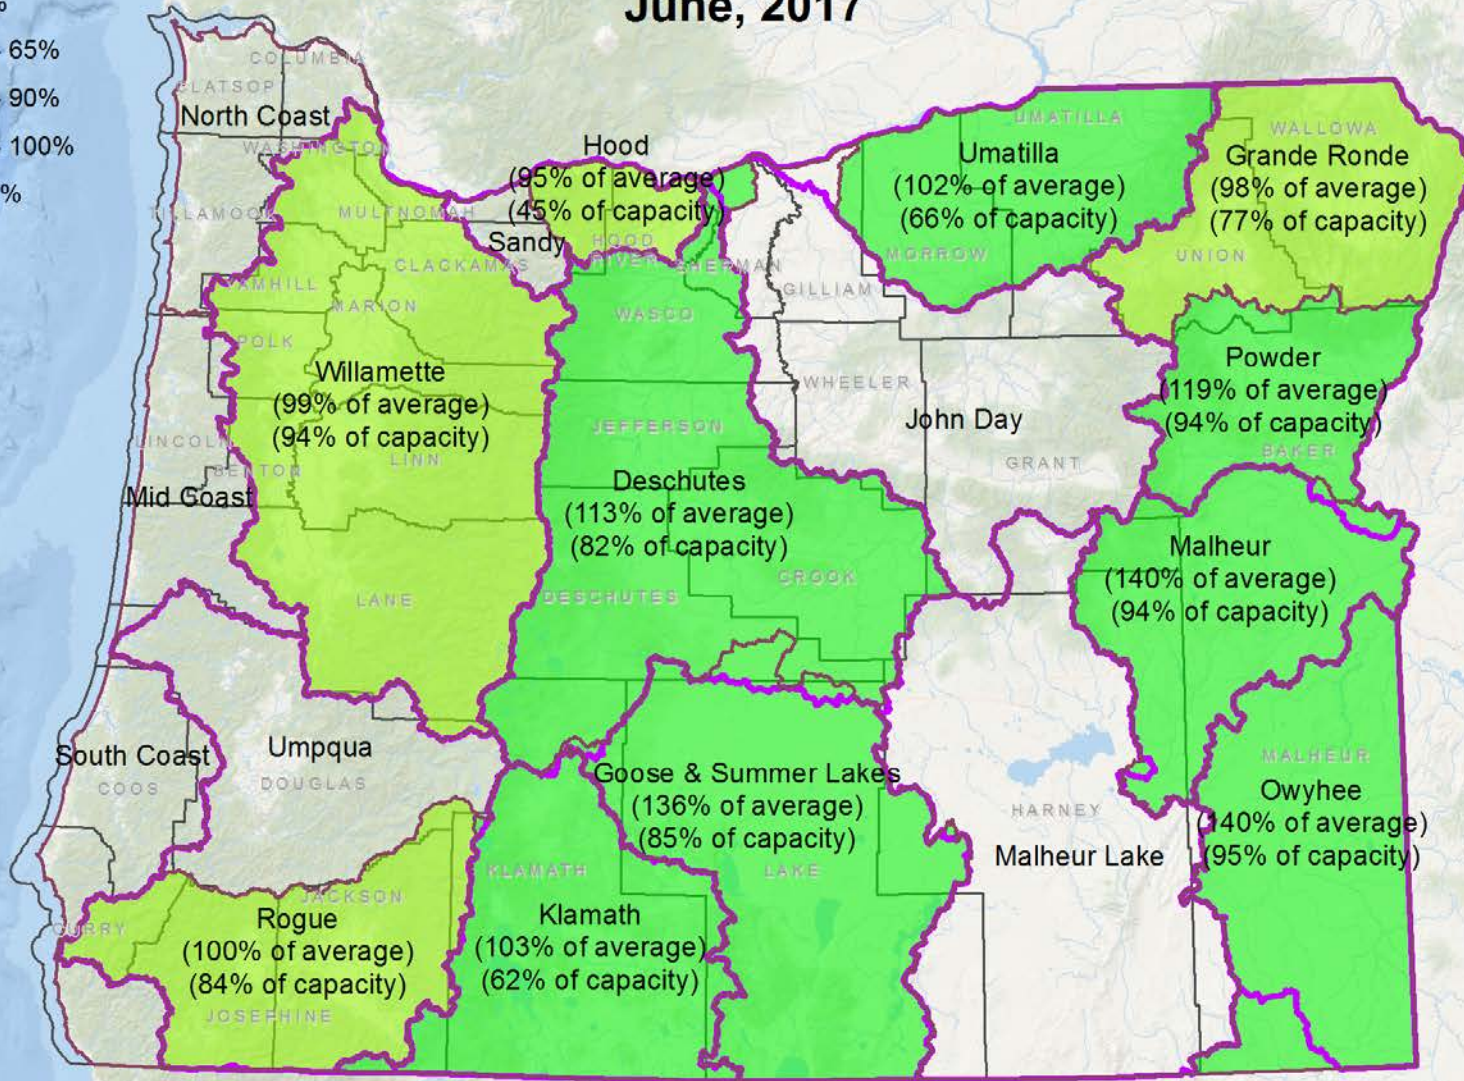 June, 2017
65%
90%
100%
%
COLUMBIA
CLATSOP
North Coast
WASHINGTON
TILLAMOOK
MULTNOMAH
Hood
(95% of average)
(45% of capacity)
Sandy
HOOD
RIVER
SHERMAN
CLACKAMAS
YAMHILL
MARION
POLK
WASCO
GILLIAM
UMATILLA
Umatilla
(102% of average)
(66% of capacity)
MORROW
WALLOWA
Grande Ronde
(98% of average)
(77% of capacity)
UNION
Willamette
(99% of average)
(94% of capacity)
LINN
LINCOLN
BENTON
Mid Coast
JEFFERSON
WHEELER
John Day
GRANT
Powder
(119% of average)
(94% of capacity)
BAKER
Deschutes
(113% of average)
(82% of capacity)
CROOK
DESCHUTES
LANE
Malheur
(140% of average)
(94% of capacity)
South Coast
COOS
Umpqua
DOUGLAS
Goose & Summer Lakes
(136% of average)
(85% of capacity)
LAKE
HARNEY
Malheur Lake
MALHEUR
Owyhee
(140% of average)
(95% of capacity)
KLAMATH
Klamath
(103% of average)
(62% of capacity)
JACKSON
CURRY
Rogue
(100% of average)
(84% of capacity)
JOSEPHINE